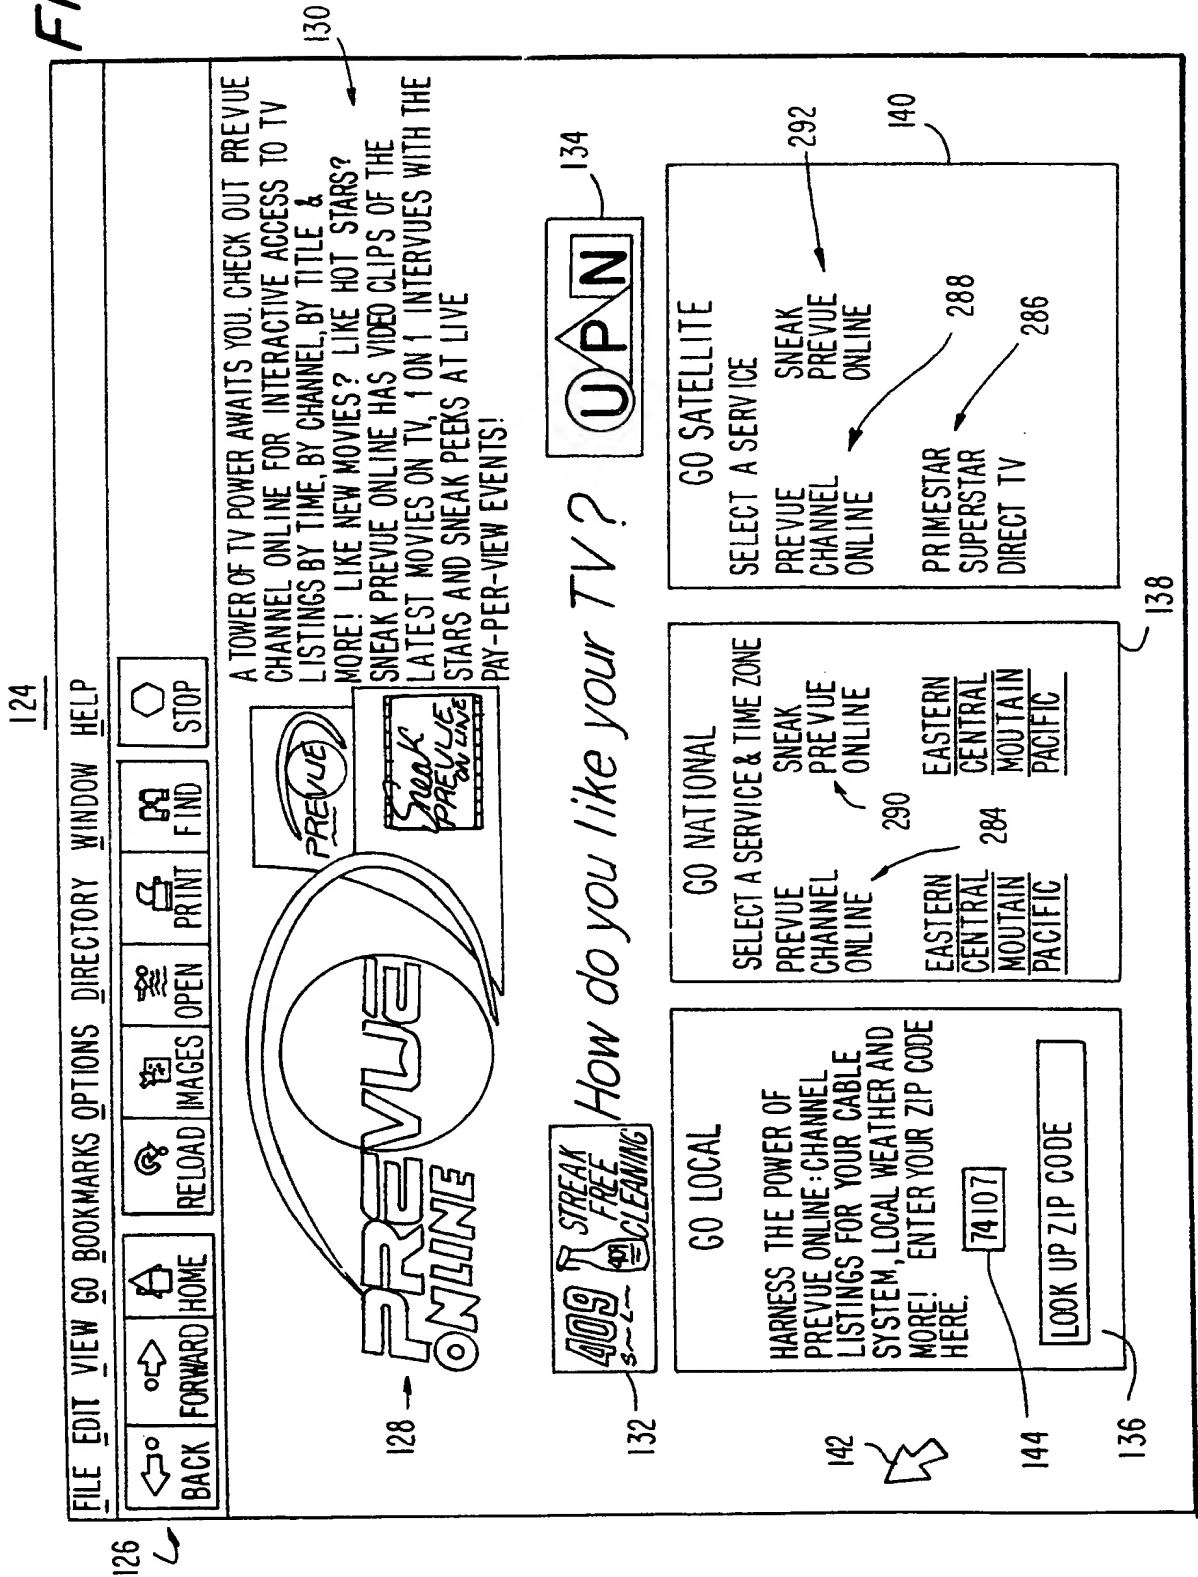 124
126
FILE EDIT VIEW GO BOOKMARKS OPTIONS DIRECTORY WINDOW HELP
BACK FORWARD HOME RELOAD IMAGES OPEN PRINT FIND STOP
128
PREVUE
ONLINE
PREVUE
Sneak
PREVUE
ON LINE
130
A TOWER OF TV POWER AWAITS YOU. CHECK OUT PREVUE
CHANNEL ONLINE FOR INTERACTIVE ACCESS TO TV
LISTINGS BY TIME, BY CHANNEL, BY TITLE &
MORE! LIKE NEW MOVIES? LIKE HOT STARS?
SNEAK PREVUE ONLINE HAS VIDEO CLIPS OF THE
LATEST MOVIES ON TV, 1 ON 1 INTERVUES WITH THE
STARS AND SNEAK PEEKS AT LIVE
PAY-PER-VIEW EVENTS!
132
409
STREAK
FREE
CLEANING
409
How do you like your TV?
UPN
134
GO LOCAL
HARNESS THE POWER OF
PREVUE ONLINE: CHANNEL
LISTINGS FOR YOUR CABLE
SYSTEM, LOCAL WEATHER AND
MORE! ENTER YOUR ZIP CODE
HERE.
74107
LOOK UP ZIP CODE
142
144
136
GO NATIONAL
SELECT A SERVICE & TIME ZONE
PREVUE
CHANNEL
ONLINE
284
EASTERN
CENTRAL
MOUTAIN
PACIFIC
SNEAK
PREVUE
ONLINE
290
EASTERN
CENTRAL
MOUTAIN
PACIFIC
138
GO SATELLITE
SELECT A SERVICE
PREVUE
CHANNEL
ONLINE
288
SNEAK
PREVUE
ONLINE
292
PRIMESTAR
SUPERSTAR
DIRECT TV
286
140